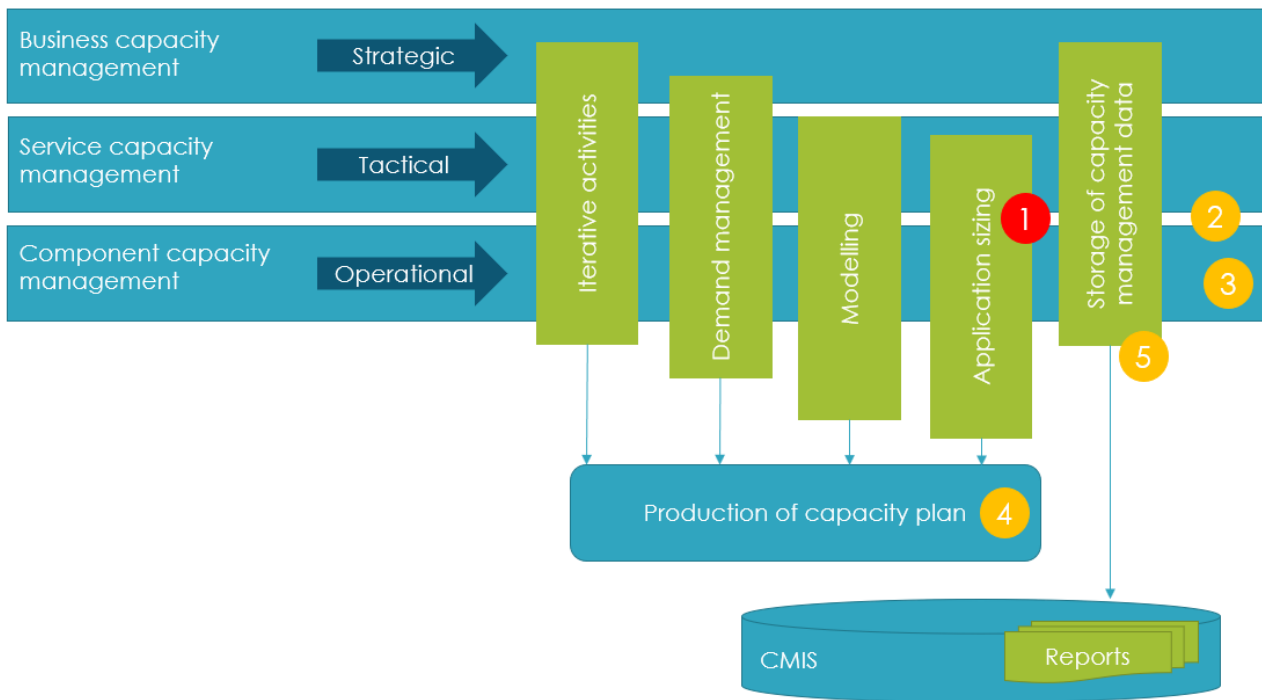 Business capacity
management
Strategic
Service capacity
management
Tactical
Component capacity
management
Operational
Iterative activities
Demand management
Modelling
Application sizing
Storage of capacity
management data
1
2
3
5
Production of capacity plan
4
CMIS
Reports